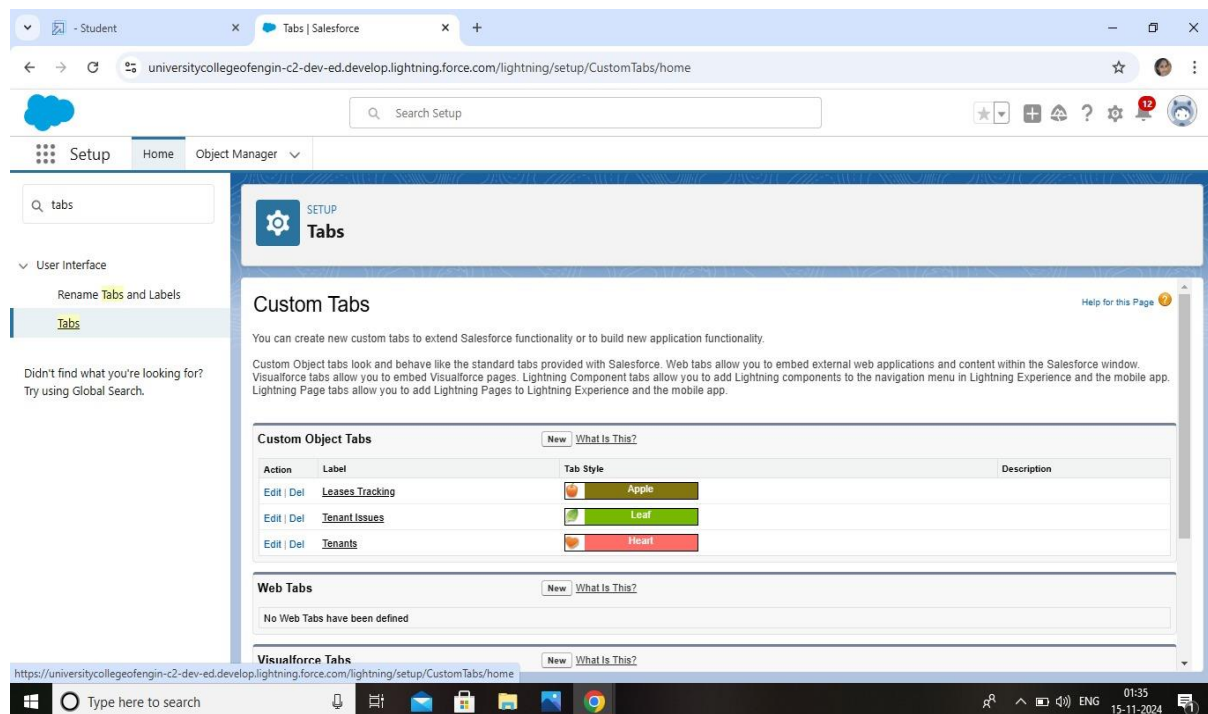 - Student
Tabs | Salesforce
universitycollegeofengin-c2-dev-ed.develop.lightning.force.com/lightning/setup/CustomTabs/home
Search Setup
12
Setup
Home
Object Manager
tabs
SETUP
Tabs
User Interface
Rename Tabs and Labels
Tabs
Didn't find what you're looking for?
Try using Global Search.
Custom Tabs
Help for this Page
You can create new custom tabs to extend Salesforce functionality or to build new application functionality.
Custom Object tabs look and behave like the standard tabs provided with Salesforce. Web tabs allow you to embed external web applications and content within the Salesforce window.
Visualforce tabs allow you to embed Visualforce pages. Lightning Component tabs allow you to add Lightning components to the navigation menu in Lightning Experience and the mobile app.
Lightning Page tabs allow you to add Lightning Pages to Lightning Experience and the mobile app.
Custom Object Tabs New What Is This?
Action Label Tab Style Description
Edit | Del Leases Tracking Apple
Edit | Del Tenant Issues Leaf
Edit | Del Tenants Heart
Web Tabs New What Is This?
No Web Tabs have been defined
Visualforce Tabs New What Is This?
https://universitycollegeofengin-c2-dev-ed.develop.lightning.force.com/lightning/setup/CustomTabs/home
Type here to search
ENG
01:35
15-11-2024
1